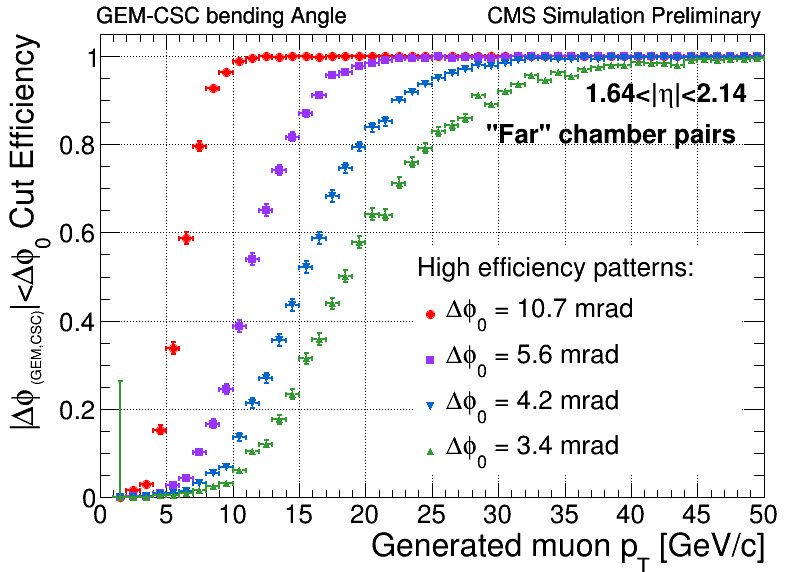 GEM-CSC bending Angle CMS Simulation Preliminary
|Δφ(GEM,CSC)|<Δφ0 Cut Efficiency
1
0.8
0.6
0.4
0.2
0
1.64<|η|<2.14
"Far" chamber pairs
High efficiency patterns:
Δφ0 = 10.7 mrad
Δφ0 = 5.6 mrad
Δφ0 = 4.2 mrad
Δφ0 = 3.4 mrad
0 5 10 15 20 25 30 35 40 45 50
Generated muon pT [GeV/c]